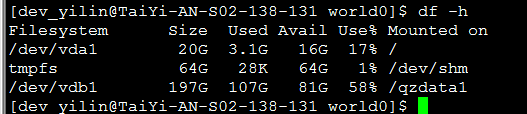 [dev_yilin@TaiYi-AN-S02-138-131 world0]$ df -h
Filesystem      Size  Used Avail Use% Mounted on
/dev/vda1        20G  3.1G   16G  17% /
tmpfs            64G   28K   64G   1% /dev/shm
/dev/vdb1       197G  107G   81G  58% /qzdata1
[dev_yilin@TaiYi-AN-S02-138-131 world0]$